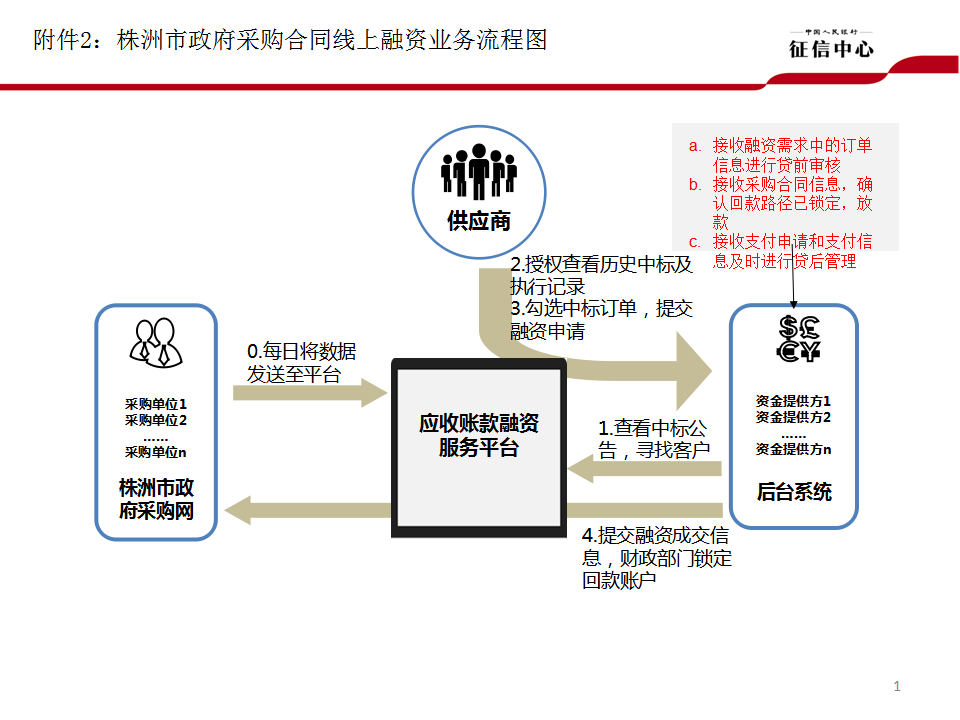 附件2：株洲市政府采购合同线上融资业务流程图
中国人民银行
征信中心
a. 接收融资需求中的订单
信息进行贷前审核
b. 接收采购合同信息，确
认回款路径已锁定，放
款
c. 接收支付申请和支付信
息及时进行贷后管理
供应商
2.授权查看历史中标及
执行记录
3.勾选中标订单，提交
融资申请
0.每日将数据
发送至平台
采购单位1
采购单位2
……
采购单位n
株洲市政
府采购网
应收账款融资
服务平台
1.查看中标公
告，寻找客户
$£
€¥
资金提供方1
资金提供方2
……
资金提供方n
后台系统
4.提交融资成交信
息，财政部门锁定
回款账户
1